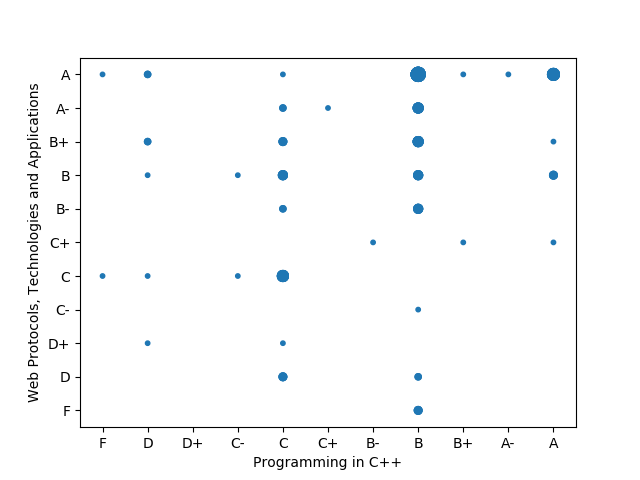 Web Protocols, Technologies and Applications
A
A-
B+
B
B-
C+
C
C-
D+
D
F
F D D+ C- C C+ B- B B+ A- A
Programming in C++